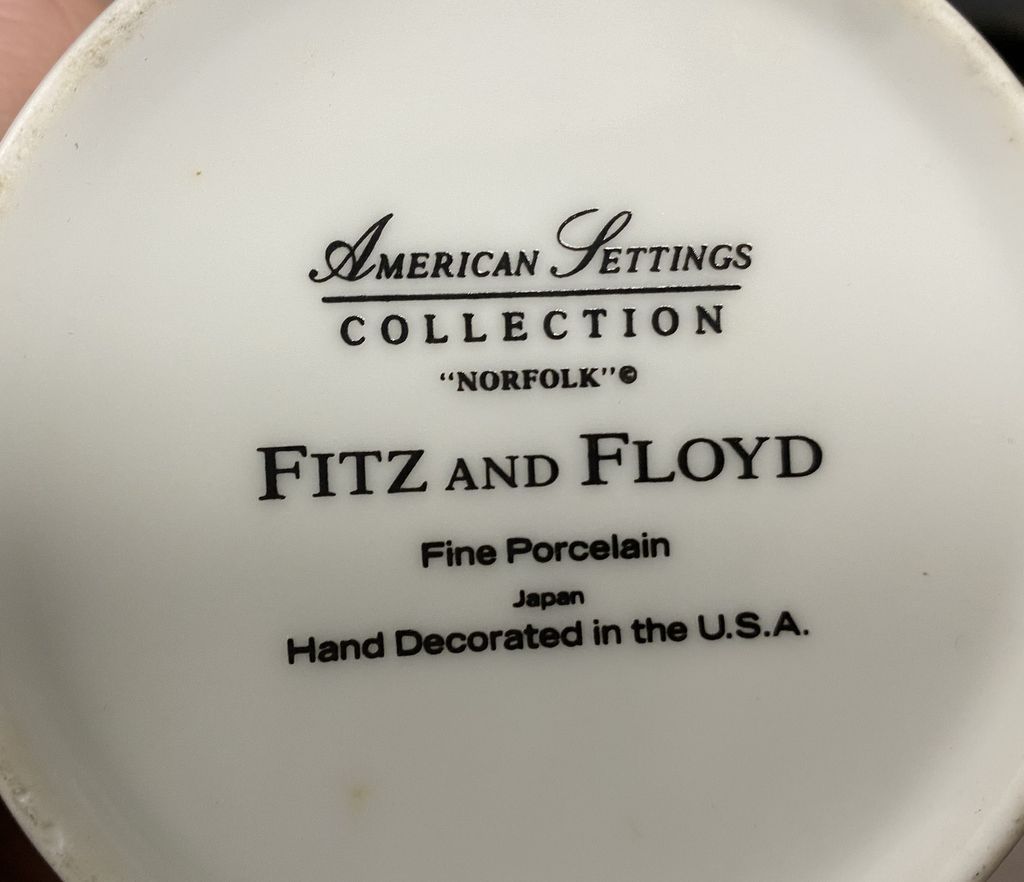 AMERICAN SETTINGS
COLLECTION
“NORFOLK”©
FITZ AND FLOYD
Fine Porcelain
Japan
Hand Decorated in the U.S.A.